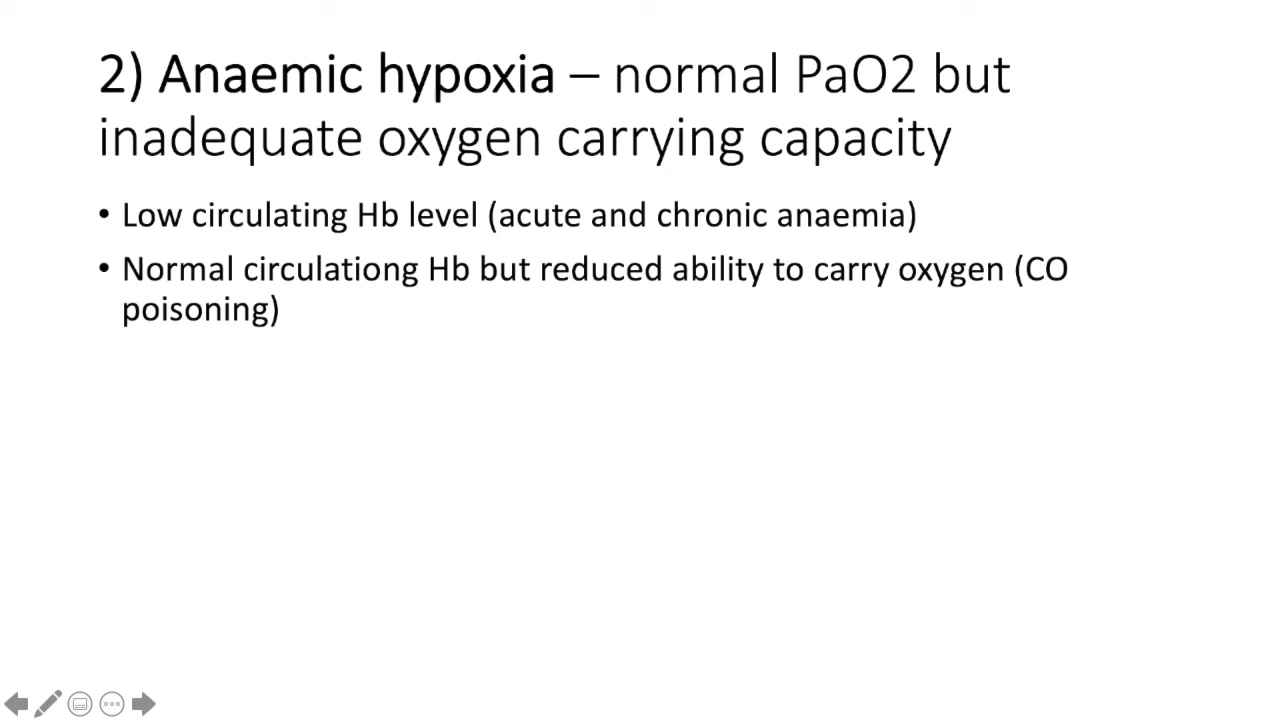 2) Anaemic hypoxia – normal PaO2 but
inadequate oxygen carrying capacity
• Low circulating Hb level (acute and chronic anaemia)
• Normal circulationg Hb but reduced ability to carry oxygen (CO
poisoning)